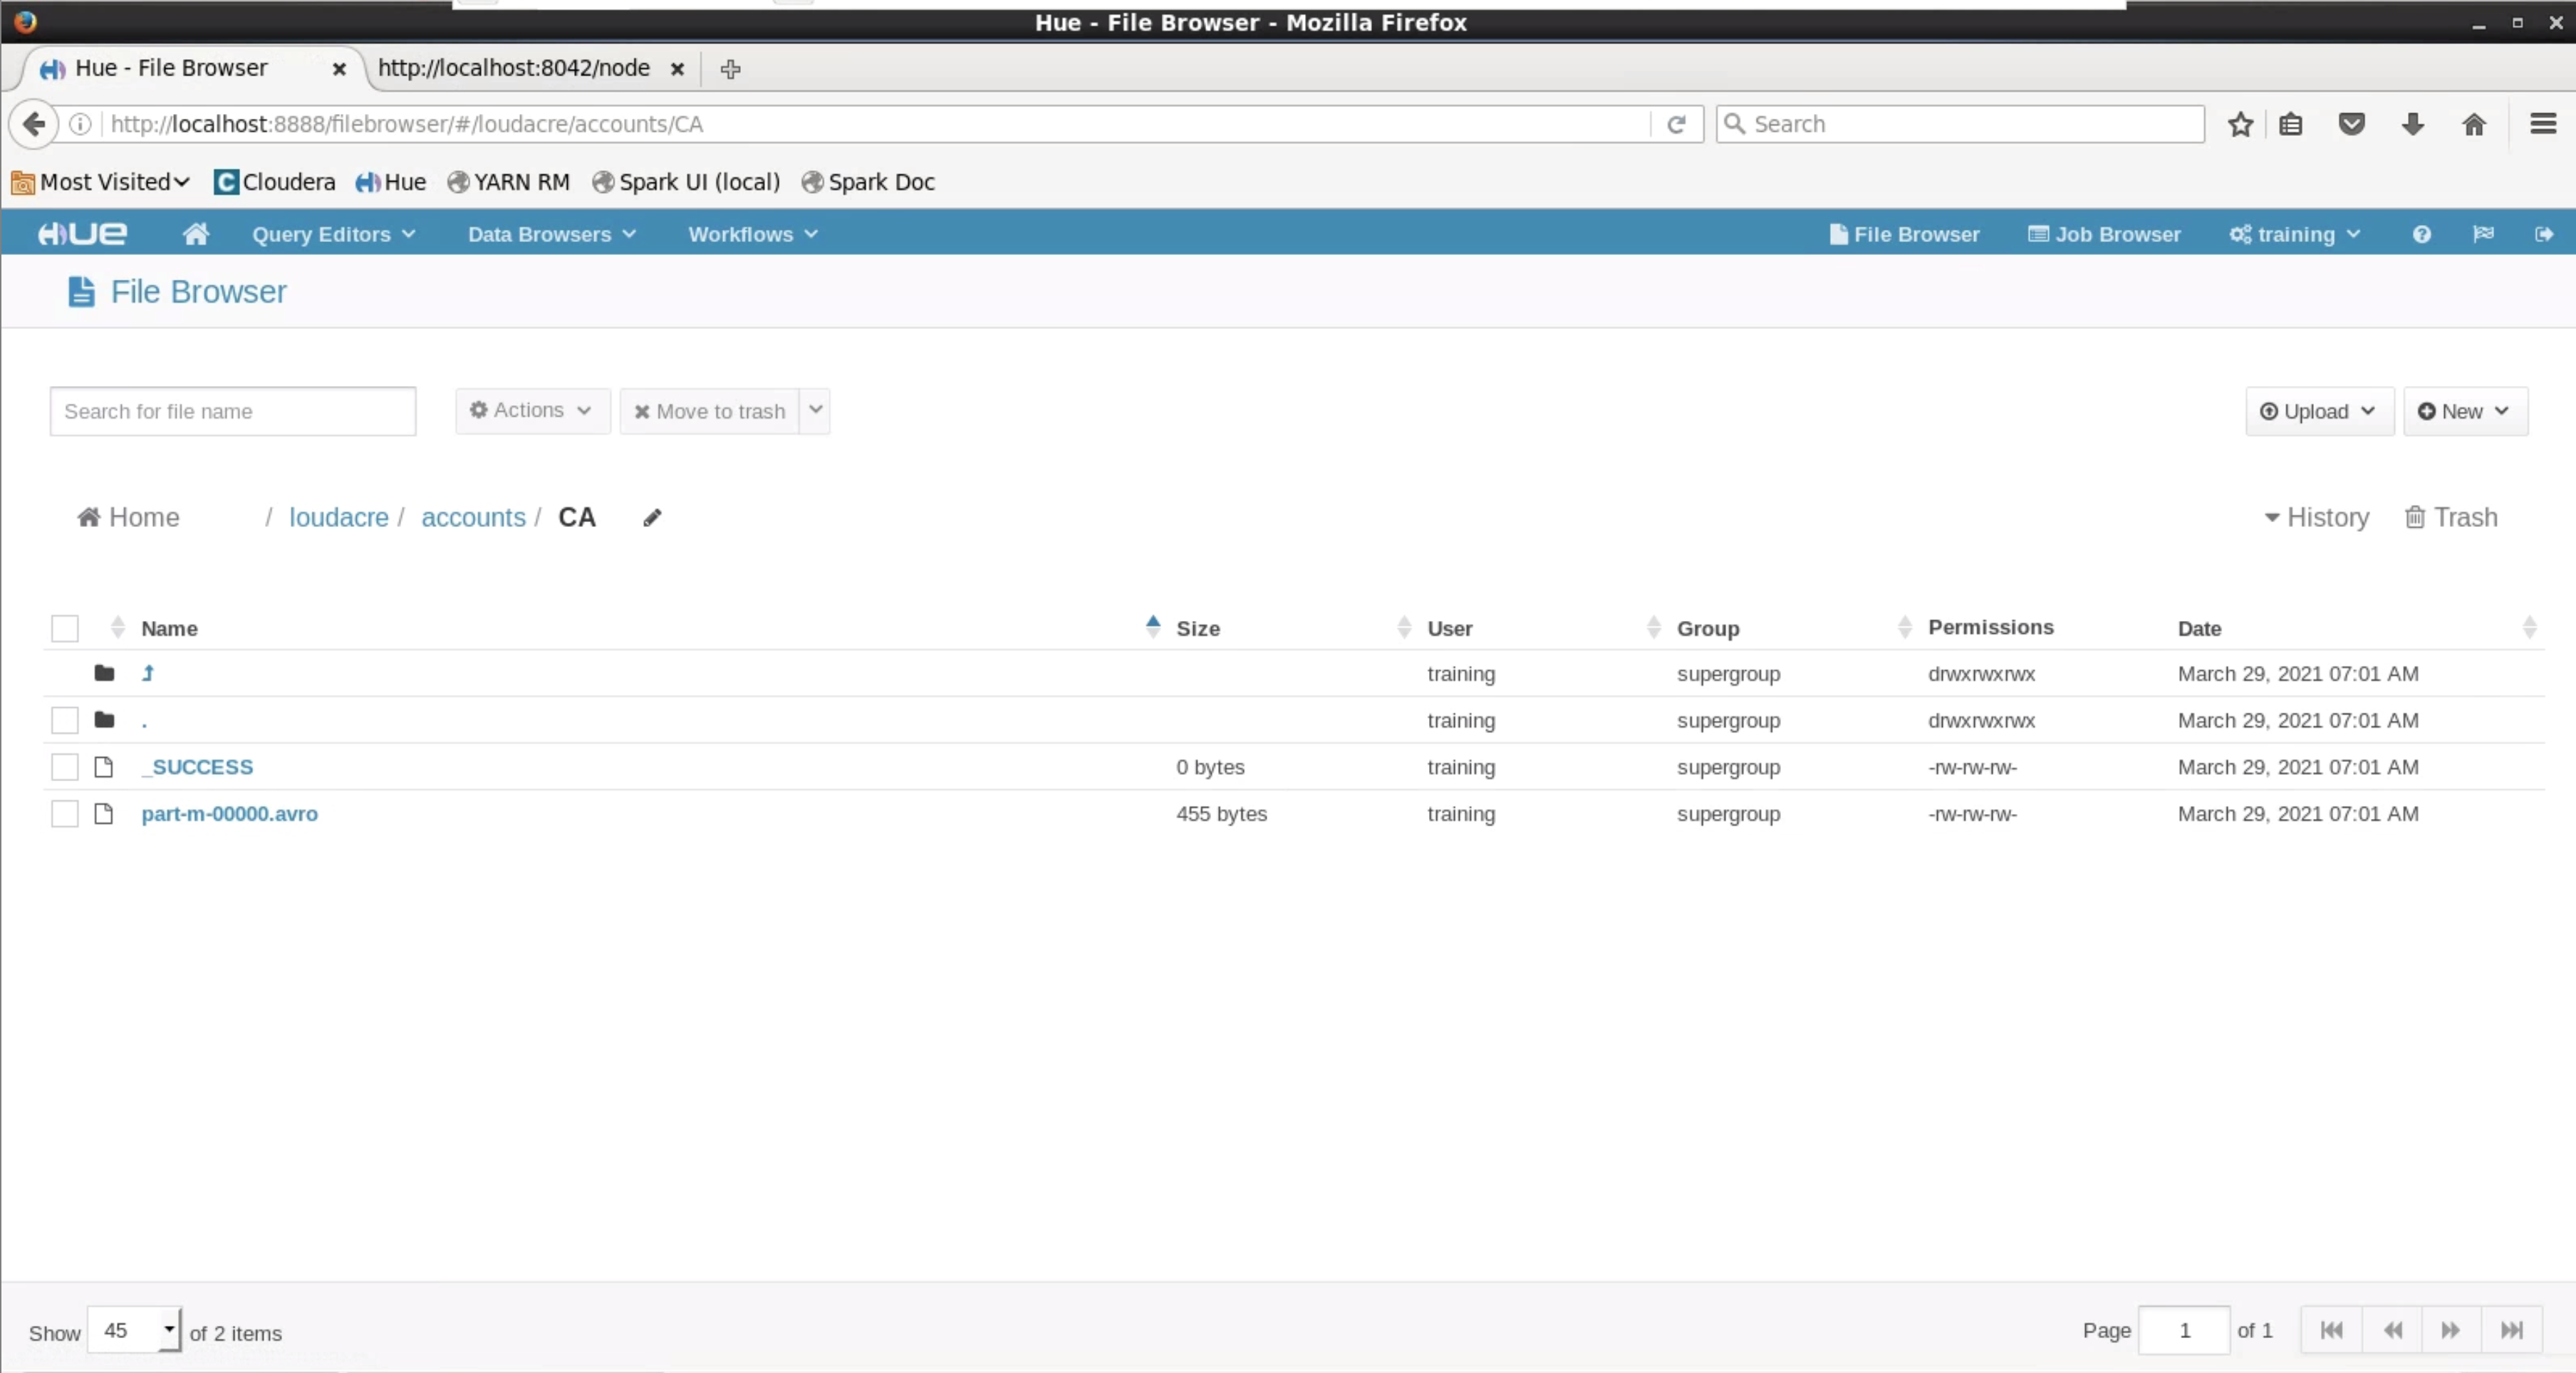 Hue - File Browser - Mozilla Firefox
Hue - File Browser
http://localhost:8042/node
http://localhost:8888/filebrowser/#/loudacre/accounts/CA
Search
Most Visited Cloudera Hue YARN RM Spark UI (local) Spark Doc
HUE Query Editors Data Browsers Workflows File Browser Job Browser training
File Browser
Search for file name Actions Move to trash Upload New
Home / loudacre / accounts / CA History Trash
Name Size User Group Permissions Date
training supergroup drwxrwxrwx March 29, 2021 07:01 AM
. training supergroup drwxrwxrwx March 29, 2021 07:01 AM
_SUCCESS 0 bytes training supergroup -rw-rw-rw- March 29, 2021 07:01 AM
part-m-00000.avro 455 bytes training supergroup -rw-rw-rw- March 29, 2021 07:01 AM
Show 45 of 2 items Page 1 of 1